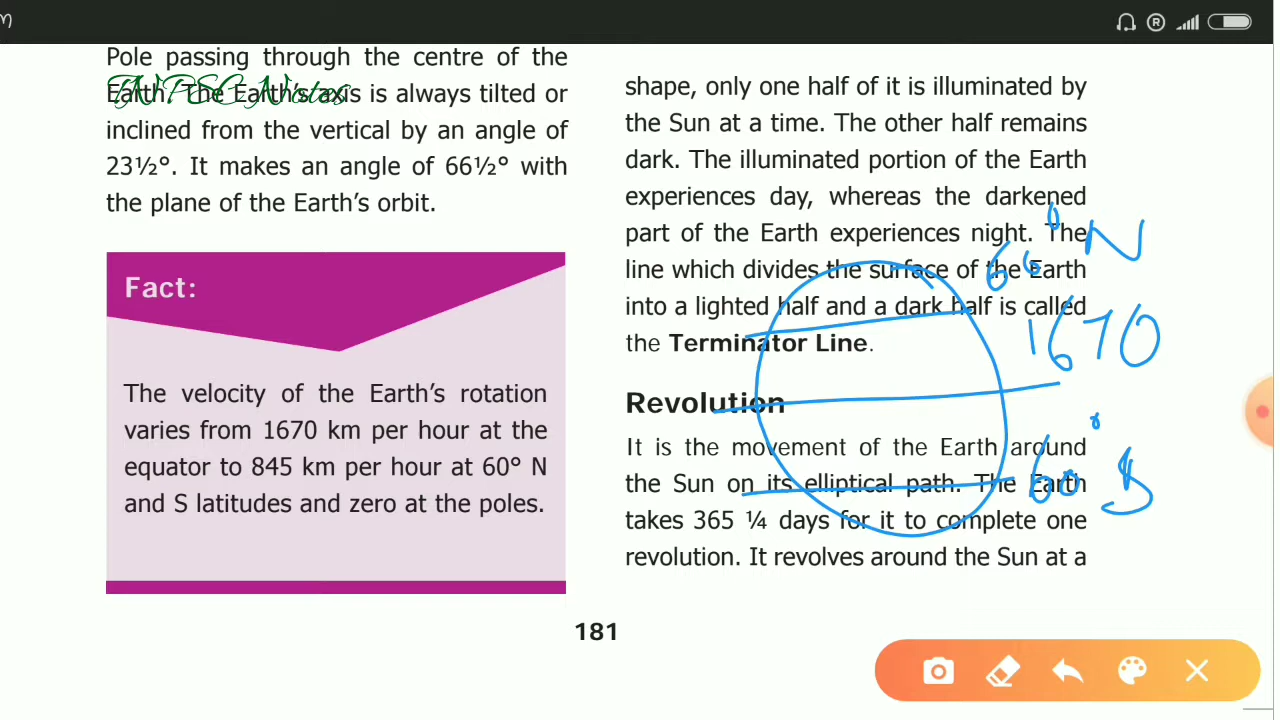 Pole passing through the centre of the
Earth. The Earth's axis is always tilted or
TNPSC Notes
inclined from the vertical by an angle of
23½°. It makes an angle of 66½° with
the plane of the Earth's orbit.
Fact:
The velocity of the Earth's rotation
varies from 1670 km per hour at the
equator to 845 km per hour at 60° N
and S latitudes and zero at the poles.
shape, only one half of it is illuminated by
the Sun at a time. The other half remains
dark. The illuminated portion of the Earth
experiences day, whereas the darkened
part of the Earth experiences night. The
line which divides the surface of the Earth
into a lighted half and a dark half is called
the Terminator Line.
Revolution
It is the movement of the Earth around
the Sun on its elliptical path. The Earth
takes 365 ¼ days for it to complete one
revolution. It revolves around the Sun at a
60° N
1670
60° S
181